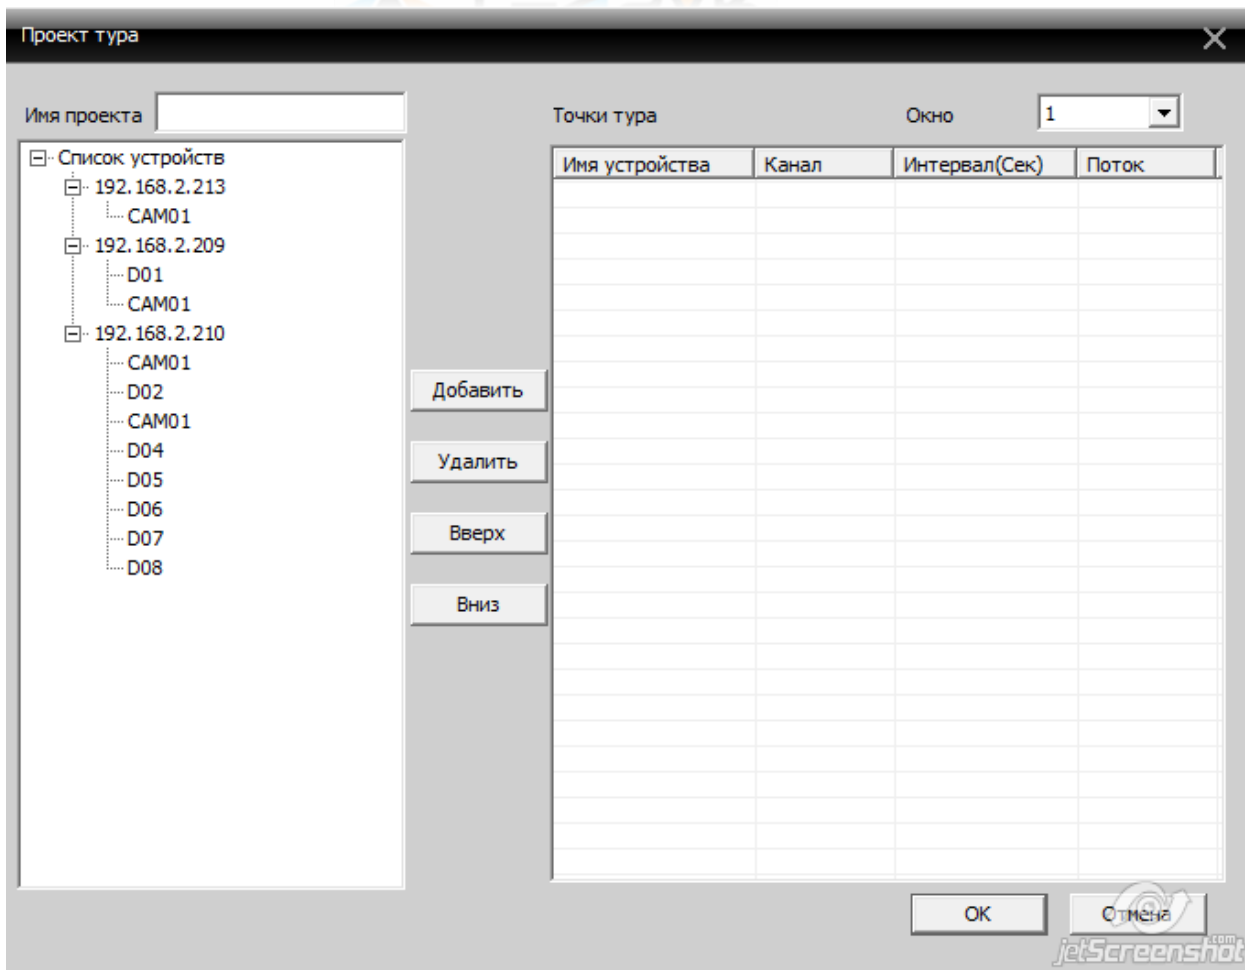 Проект тура
Имя проекта
Точки тура
Окно
1
Список устройств
192.168.2.213
CAM01
192.168.2.209
D01
CAM01
192.168.2.210
CAM01
D02
CAM01
D04
D05
D06
D07
D08
Добавить
Удалить
Вверх
Вниз
Имя устройства Канал Интервал(Сек) Поток
OK
Отмена
jetScreenshot.com